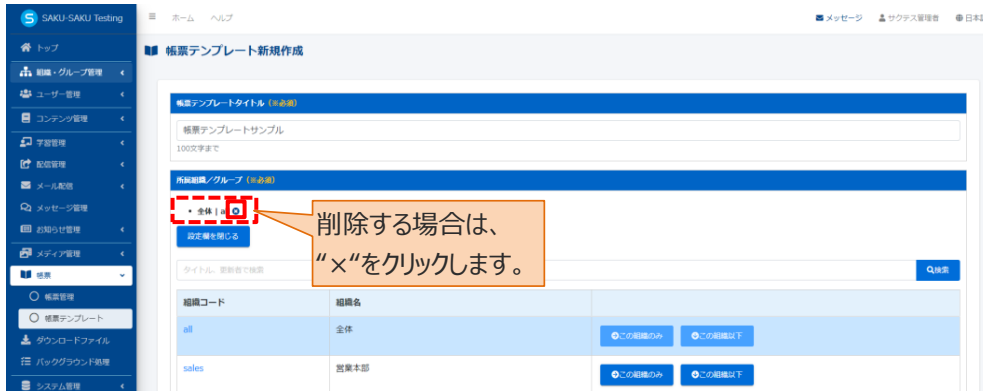 S SAKU-SAKU Testing
ホーム ヘルプ
メッセージ サクテス管理者 日本語
トップ
組織・グループ管理
ユーザー管理
コンテンツ管理
学習管理
配信管理
メール配信
メッセージ管理
お知らせ管理
メディア管理
帳票
帳票管理
帳票テンプレート
ダウンロードファイル
バックグラウンド処理
システム管理
帳票テンプレート新規作成
帳票テンプレートタイトル (※必須)
帳票テンプレートサンプル
100文字まで
所属組織/グループ (※必須)
・ 全体 | a
設定欄を閉じる
削除する場合は、
“×“をクリックします。
タイトル、更新者で検索
検索
組織コード 組織名
all 全体 この組織のみ この組織以下
sales 営業本部 この組織のみ この組織以下